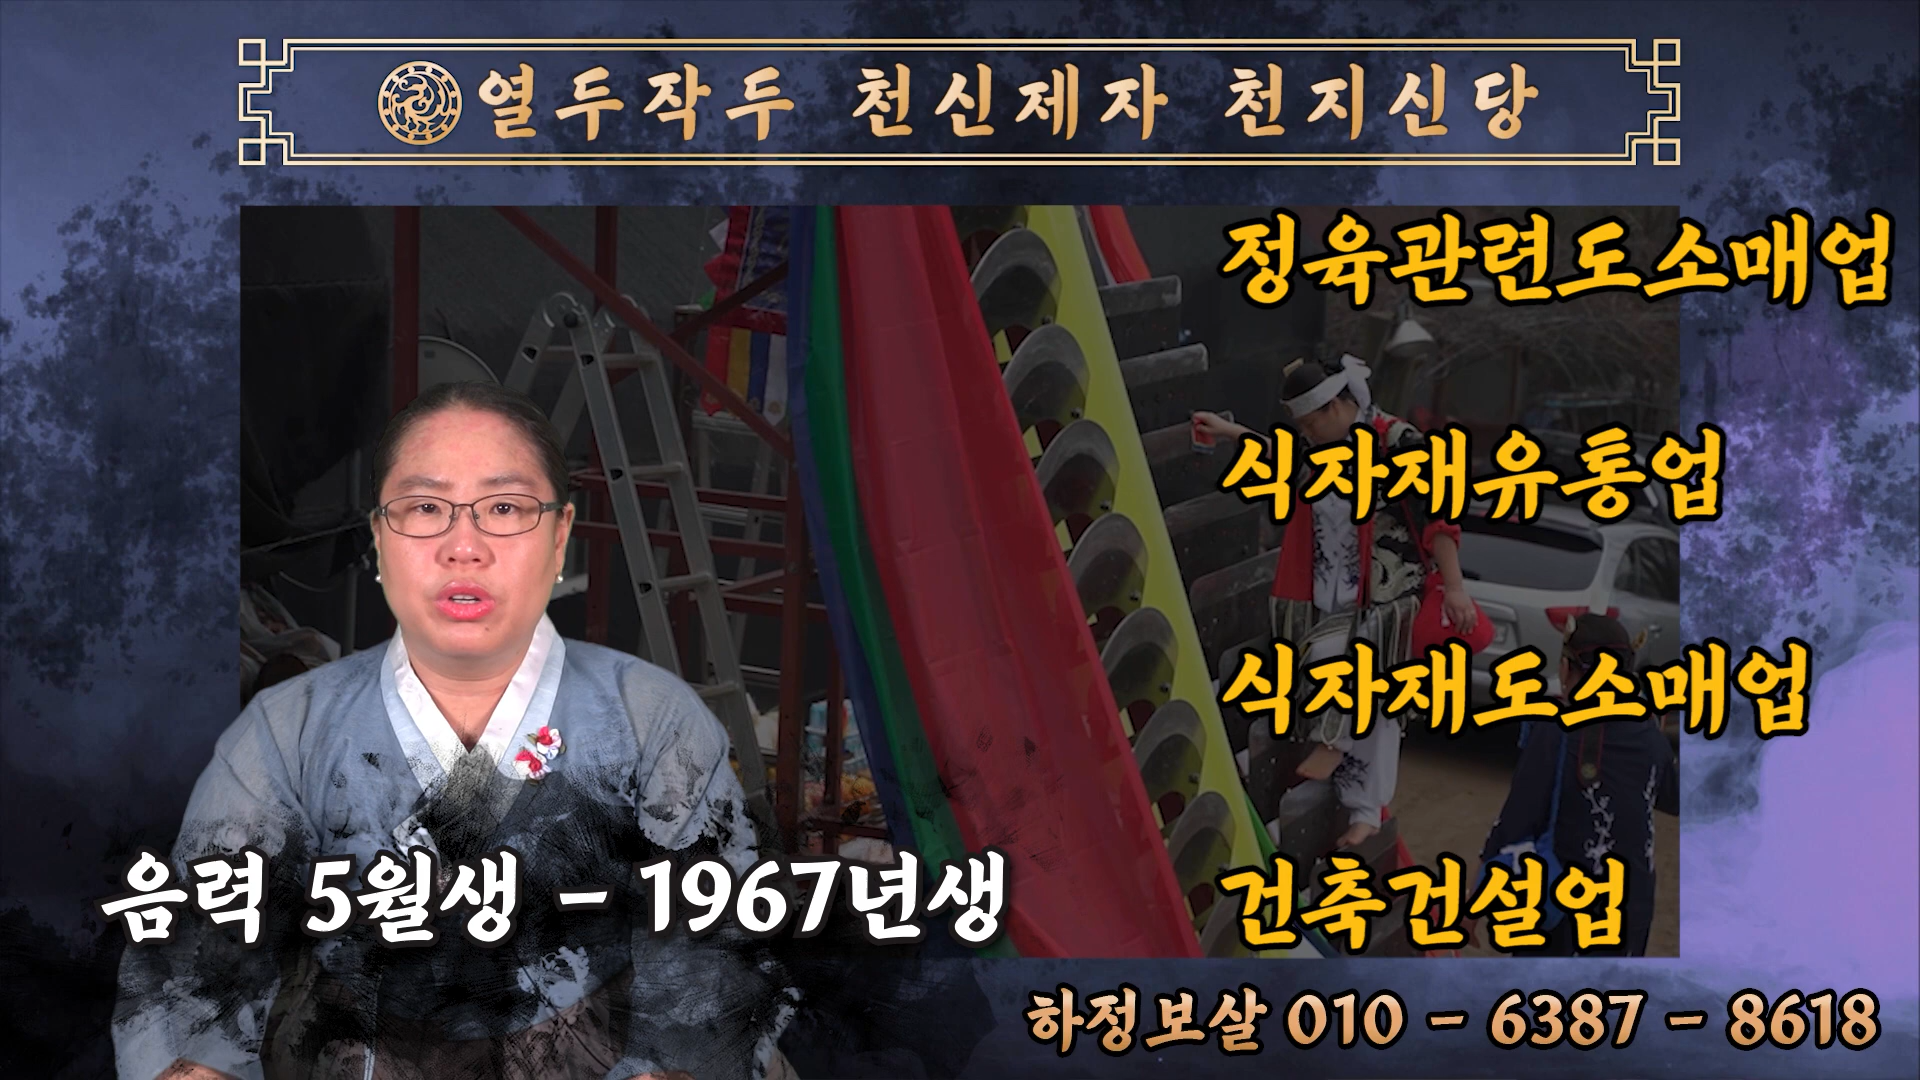 열두작두 천신제자 천지신당
정육관련도소매업
식자재유통업
식자재도소매업
건축건설업
음력 5월생 - 1967년생
하정보살 010 - 6387 - 8618